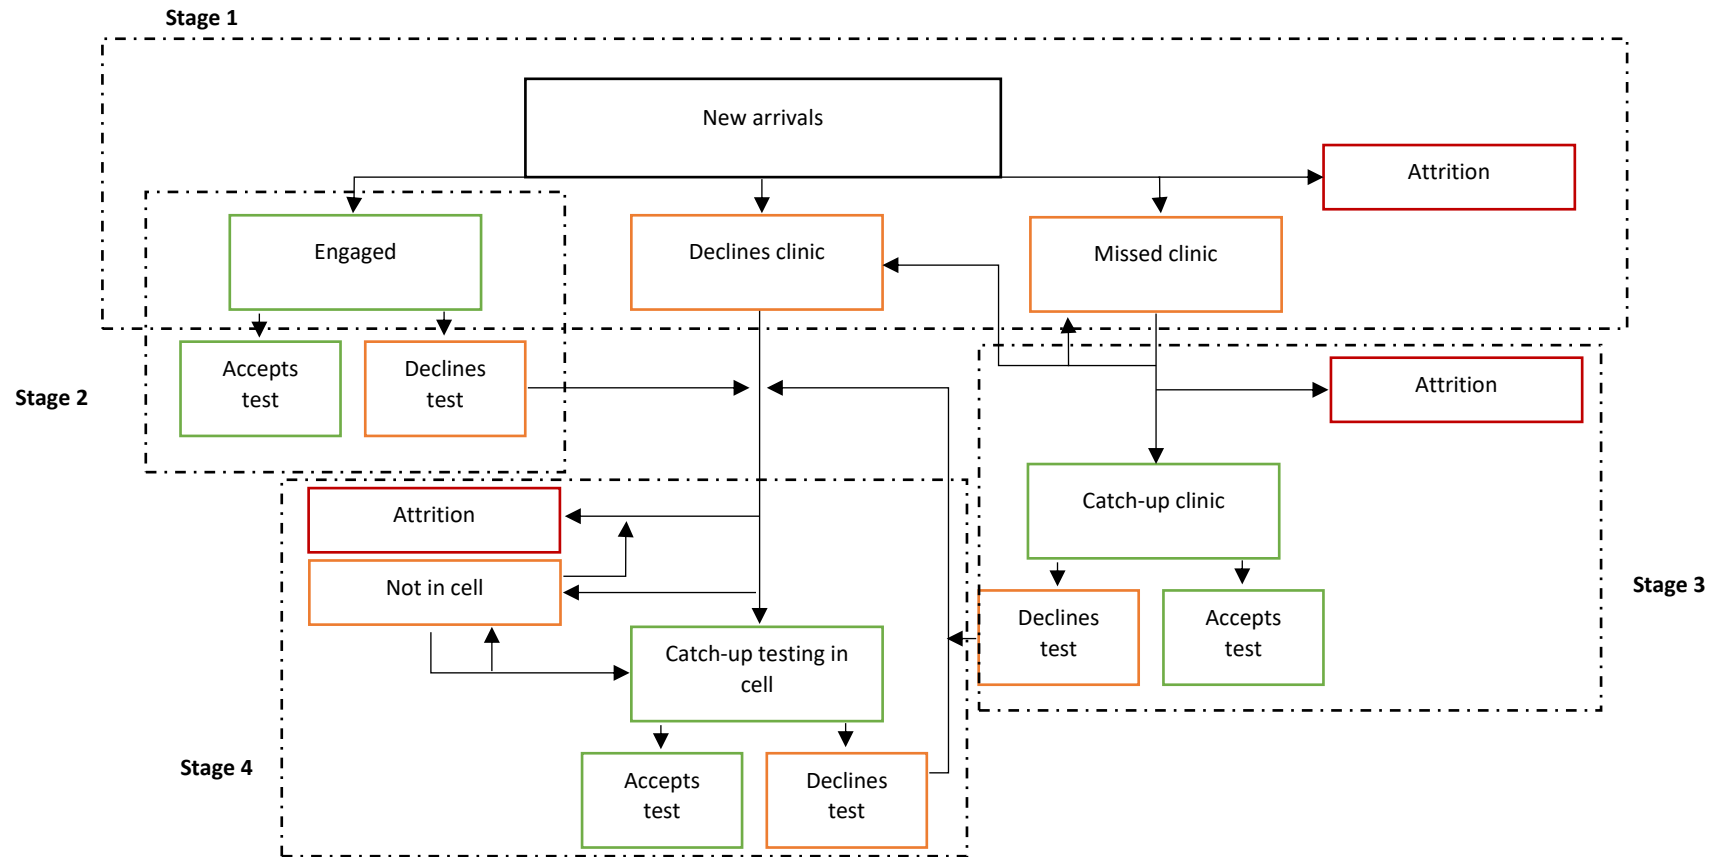 Stage 1
New arrivals
Attrition
Engaged
Declines clinic
Missed clinic
Accepts
test
Declines
test
Stage 2
Attrition
Catch-up clinic
Declines
test
Accepts
test
Stage 3
Attrition
Not in cell
Catch-up testing in
cell
Accepts
test
Declines
test
Stage 4